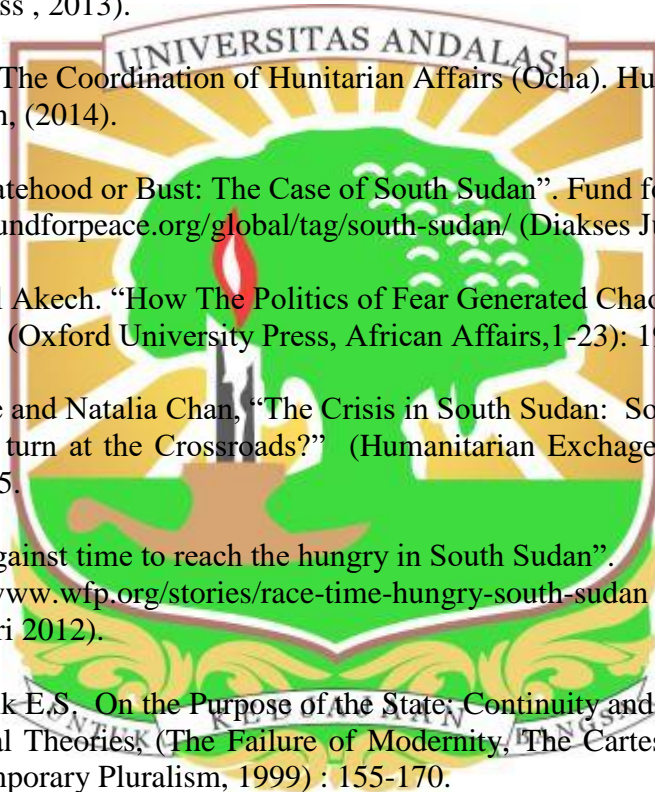 ss , 2013).
UNIVERSITAS ANDALAS
The Coordination of Hunitarian Affairs (Ocha). Hu
n, (2014).
atehood or Bust: The Case of South Sudan”. Fund fo
undforpeace.org/global/tag/south-sudan/ (Diakses Ju
l Akech. “How The Politics of Fear Generated Chao
(Oxford University Press, African Affairs,1-23): 19
e and Natalia Chan, “The Crisis in South Sudan: So
turn at the Crossroads?” (Humanitarian Exchage
5.
gainst time to reach the hungry in South Sudan”.
www.wfp.org/stories/race-time-hungry-south-sudan
ri 2012).
k E.S. On the Purpose of the State: Continuity and
al Theories, (The Failure of Modernity, The Cartes
UNTUK KEDJAJAAN BANGSA
mporary Pluralism, 1999) : 155-170.